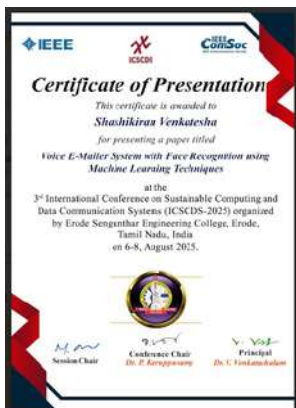 IEEE
ICSCDI
IEEE
ComSoc
Certificate of Presentation
This certificate is awarded to
Shashikiran Venkatesha
for presenting a paper titled
Voice E-Mailer System with Face Recognition using
Machine Learning Techniques
at the
3rd International Conference on Sustainable Computing and
Data Communication Systems (ICSCDS-2025) organized
by Erode Sengunthar Engineering College, Erode,
Tamil Nadu, India
on 6-8, August 2025.
Session Chair
Conference Chair
Dr. P. Karuppusamy
Principal
Dr. V. Venkatachalam